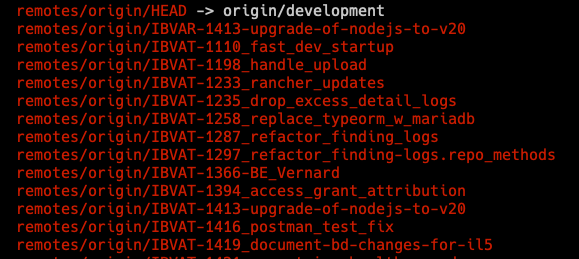 remotes/origin/HEAD -> origin/development
remotes/origin/IBVAR-1413-upgrade-of-nodejs-to-v20
remotes/origin/IBVAT-1110_fast_dev_startup
remotes/origin/IBVAT-1198_handle_upload
remotes/origin/IBVAT-1233_rancher_updates
remotes/origin/IBVAT-1235_drop_excess_detail_logs
remotes/origin/IBVAT-1258_replace_typeorm_w_mariadb
remotes/origin/IBVAT-1287_refactor_finding_logs
remotes/origin/IBVAT-1297_refactor_finding-logs.repo_methods
remotes/origin/IBVAT-1366-BE_Vernard
remotes/origin/IBVAT-1394_access_grant_attribution
remotes/origin/IBVAT-1413-upgrade-of-nodejs-to-v20
remotes/origin/IBVAT-1416_postman_test_fix
remotes/origin/IBVAT-1419_document-bd-changes-for-il5